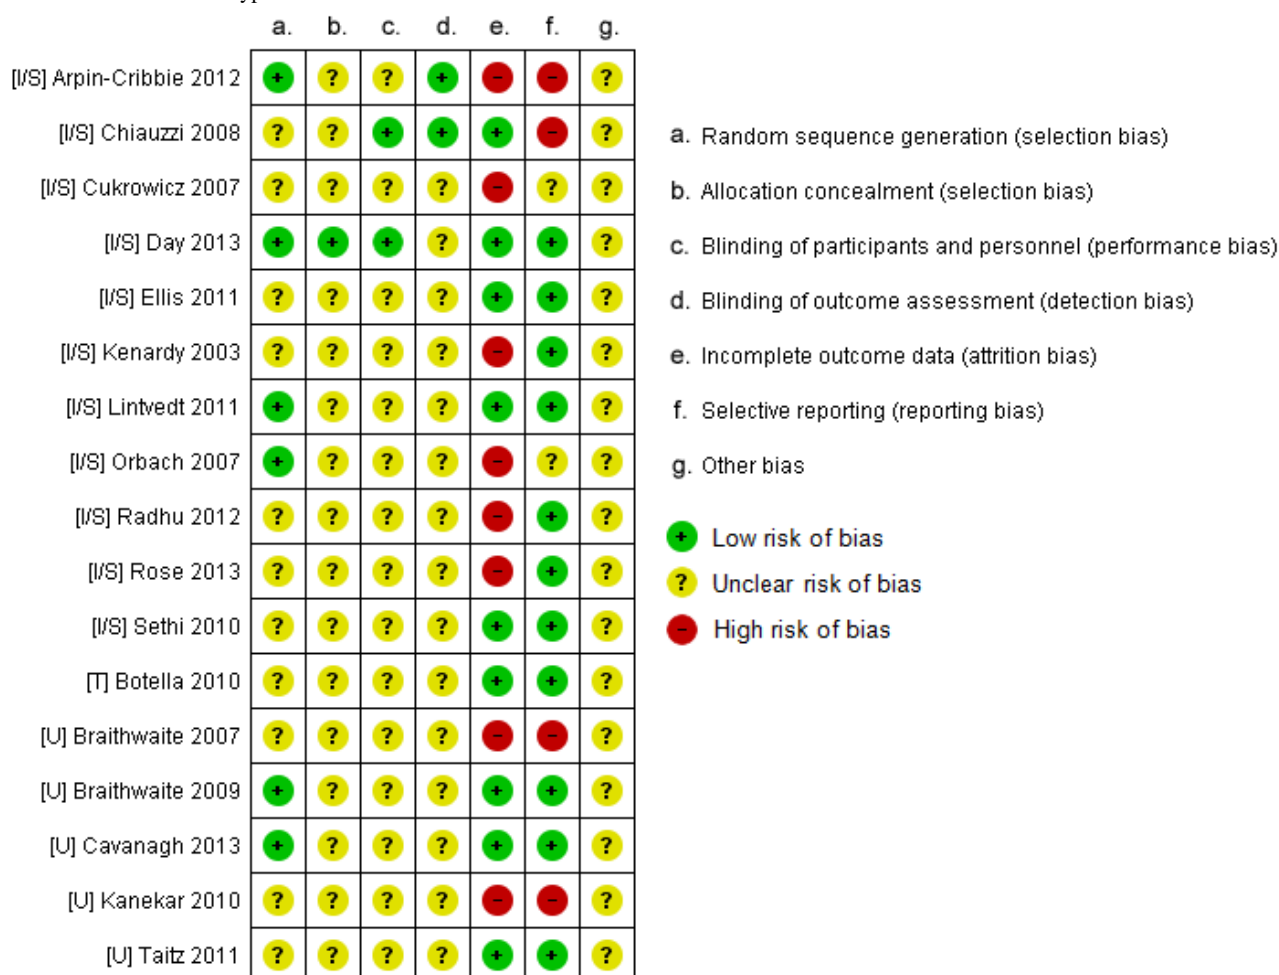 yp
a. b. c. d. e. f. g.
[I/S] Arpin-Cribbie 2012 + ? ? + - - ?
[I/S] Chiauzzi 2008 ? ? + + + - ?
[I/S] Cukrowicz 2007 ? ? ? ? - ? ?
[I/S] Day 2013 + + + ? + + ?
[I/S] Ellis 2011 ? ? ? ? + + ?
[I/S] Kenardy 2003 ? ? ? ? - + ?
[I/S] Lintvedt 2011 + ? ? ? + + ?
[I/S] Orbach 2007 + ? ? ? - ? ?
[I/S] Radhu 2012 ? ? ? ? - + ?
[I/S] Rose 2013 ? ? ? ? - + ?
[I/S] Sethi 2010 ? ? ? ? + + ?
[T] Botella 2010 ? ? ? ? + + ?
[U] Braithwaite 2007 ? ? ? ? - - ?
[U] Braithwaite 2009 + ? ? ? + + ?
[U] Cavanagh 2013 + ? ? ? + + ?
[U] Kanekar 2010 ? ? ? ? - - ?
[U] Taitz 2011 ? ? ? ? + + ?
a. Random sequence generation (selection bias)
b. Allocation concealment (selection bias)
c. Blinding of participants and personnel (performance bias)
d. Blinding of outcome assessment (detection bias)
e. Incomplete outcome data (attrition bias)
f. Selective reporting (reporting bias)
g. Other bias
+ Low risk of bias
? Unclear risk of bias
- High risk of bias